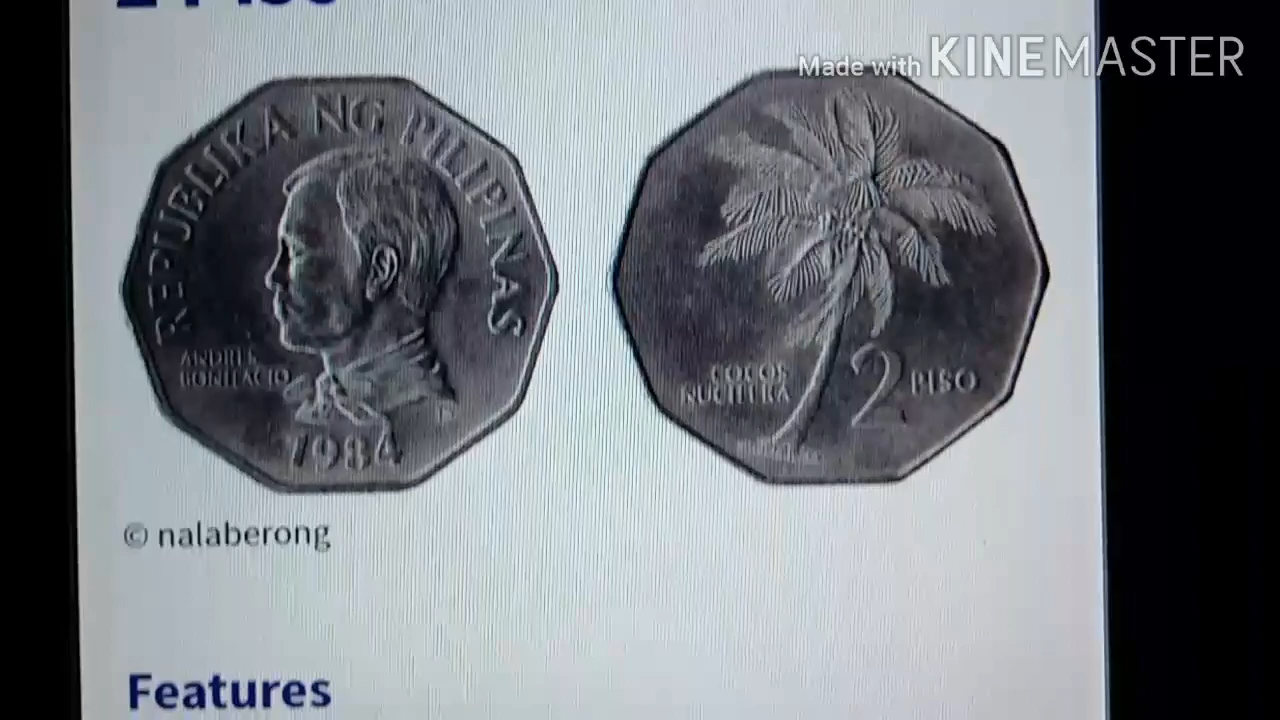 Made with KINEMASTER
REPUBLIKA NG PILIPINAS
ANDRES
BONIFACIO
1984
COCOS
NUCIFERA
2 PISO
© nalaberong
Features